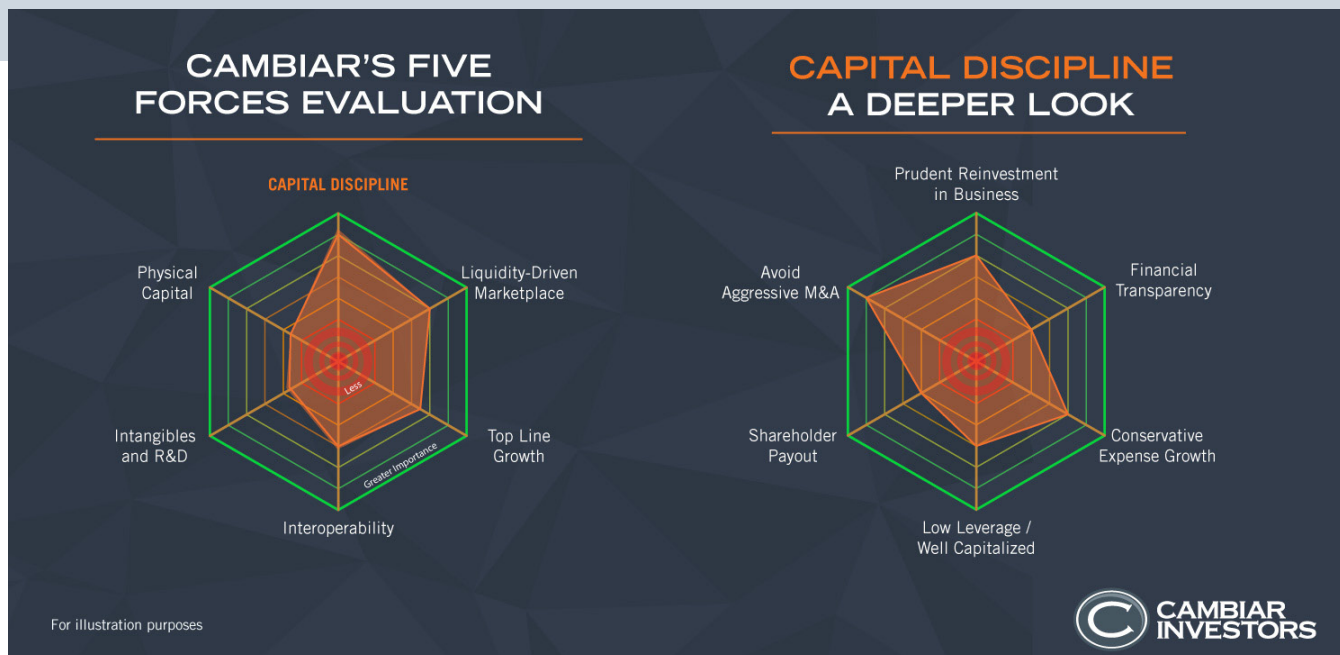 CAMBIAR'S FIVE
FORCES EVALUATION
CAPITAL DISCIPLINE
Physical
Capital
Liquidity-Driven
Marketplace
Less
Intangibles
and R&D
Greater Importance
Top Line
Growth
Interoperability
For illustration purposes
CAPITAL DISCIPLINE
A DEEPER LOOK
Prudent Reinvestment
in Business
Avoid
Aggressive M&A
Financial
Transparency
Shareholder
Payout
Conservative
Expense Growth
Low Leverage /
Well Capitalized
C
CAMBIAR
INVESTORS